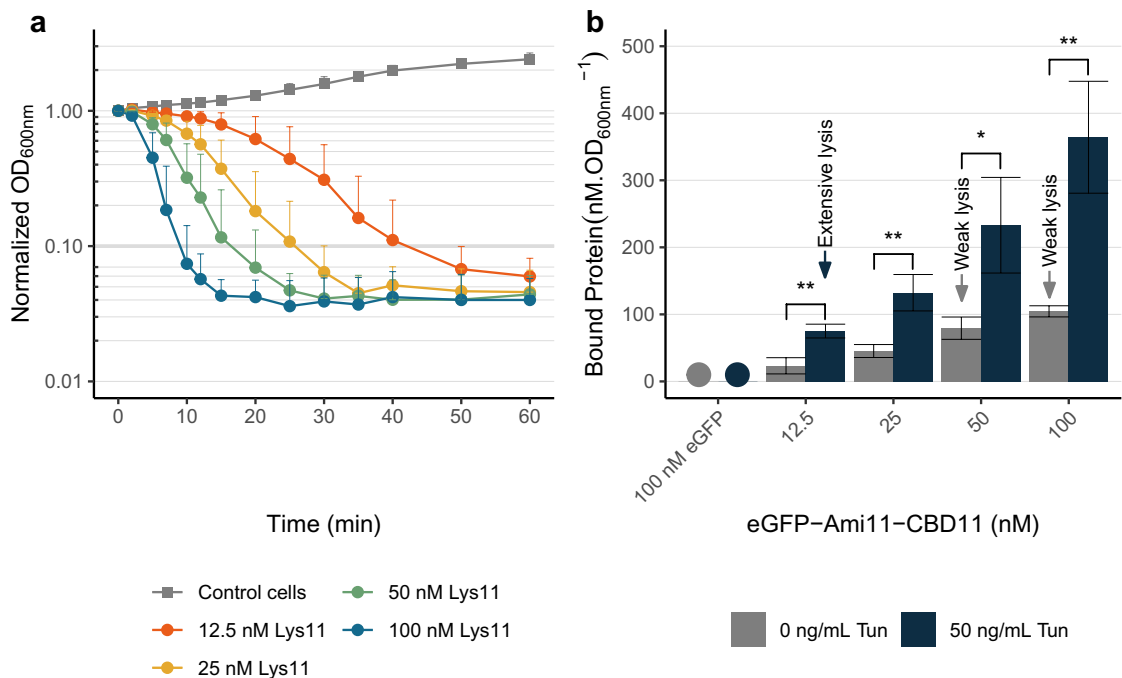 a
Normalized OD600nm
1.00
0.10
0.01
0
10
20
30
40
50
60
Time (min)
Control cells
12.5 nM Lys11
25 nM Lys11
50 nM Lys11
100 nM Lys11
b
Bound Protein(nM.OD600nm−1)
500
400
300
200
100
0
**
Extensive lysis
**
Weak lysis
*
Weak lysis
**
100 nM eGFP
12.5
25
50
100
eGFP−Ami11−CBD11 (nM)
0 ng/mL Tun
50 ng/mL Tun